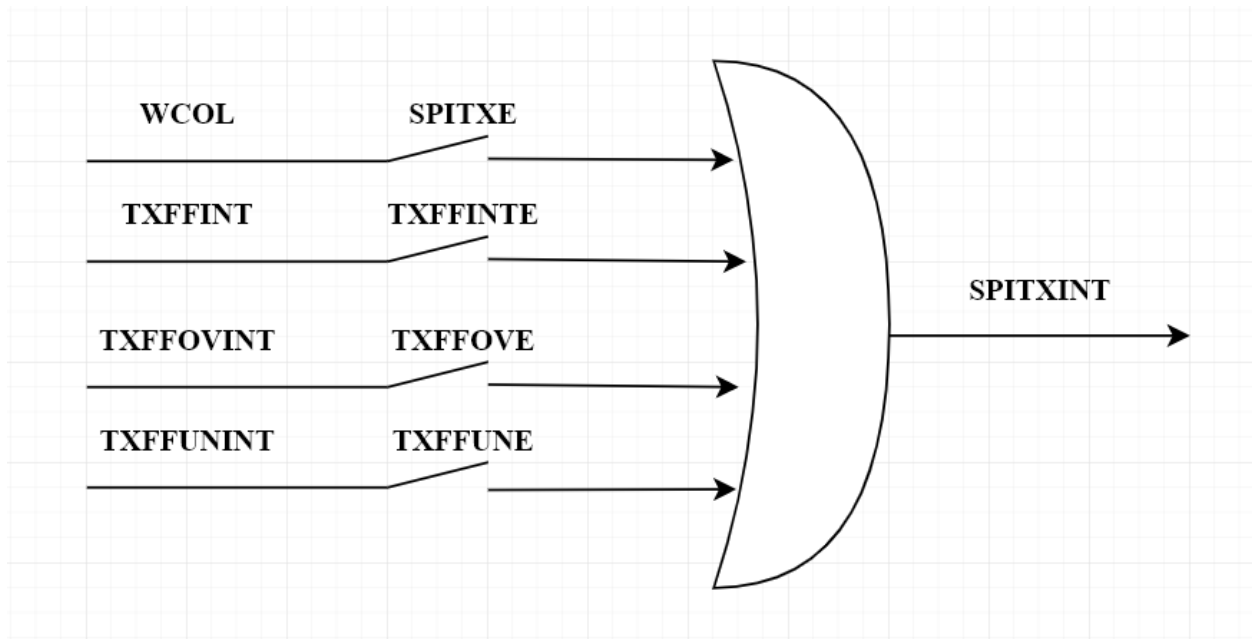 WCOL SPITXE
TXFFINT TXFFINTE
SPITXINT
TXFFOVINT TXFFOVE
TXFFUNINT TXFFUNE